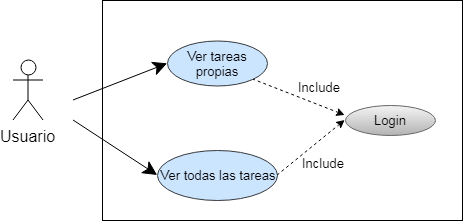 Ver tareas
propias
Include
Login
Usuario
Include
Ver todas las tareas